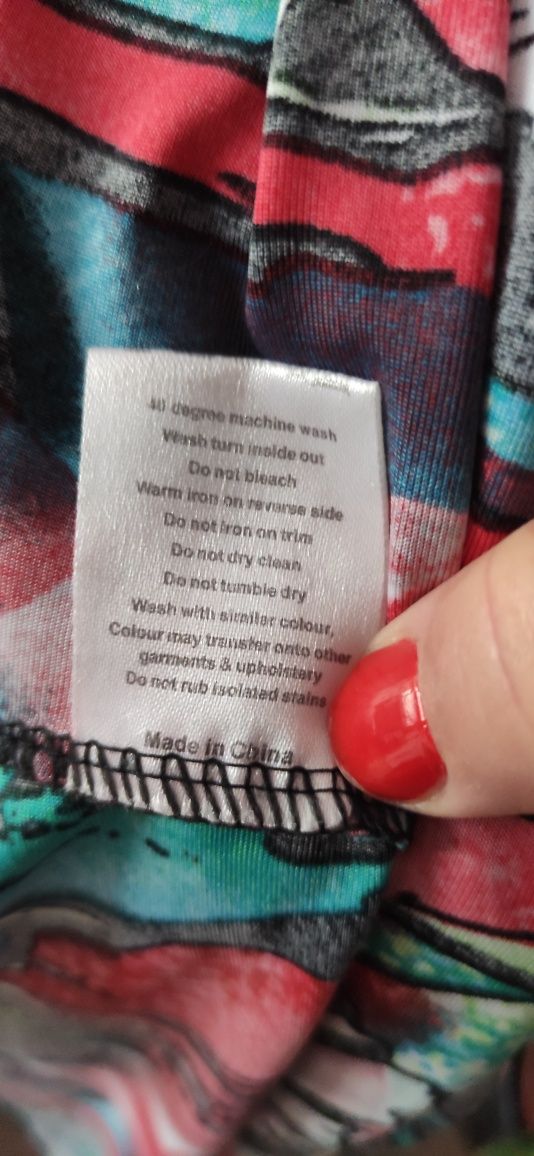 40 degree machine wash
Wash turn inside out
Do not bleach
Warm iron on reverse side
Do not iron on trim
Do not dry clean
Do not tumble dry
Wash with similar colour,
Colour may transfer onto other
garments & upholstery
Do not rub isolated stains
Made in China